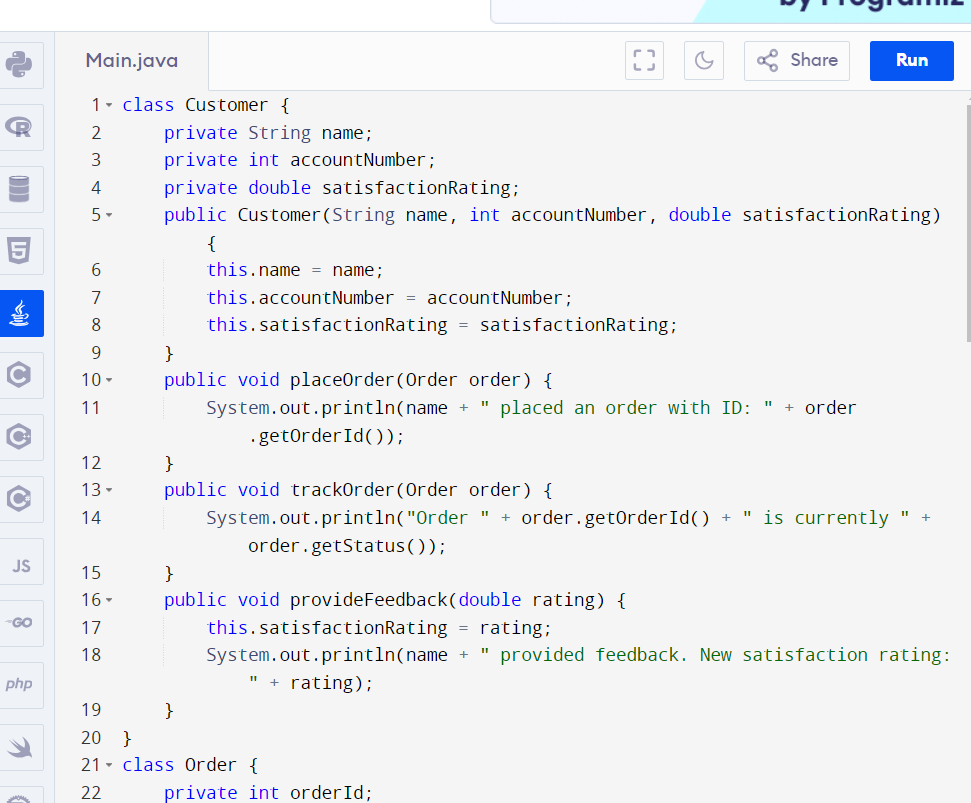 by Programiz
Main.java
Share
Run
1 class Customer {
2 private String name;
3 private int accountNumber;
4 private double satisfactionRating;
5 public Customer(String name, int accountNumber, double satisfactionRating)
{
6 this.name = name;
7 this.accountNumber = accountNumber;
8 this.satisfactionRating = satisfactionRating;
9 }
10 public void placeOrder(Order order) {
11 System.out.println(name + " placed an order with ID: " + order
.getOrderId());
12 }
13 public void trackOrder(Order order) {
14 System.out.println("Order " + order.getOrderId() + " is currently " +
order.getStatus());
15 }
16 public void provideFeedback(double rating) {
17 this.satisfactionRating = rating;
18 System.out.println(name + " provided feedback. New satisfaction rating:
" + rating);
19 }
20 }
21 class Order {
22 private int orderId;
R
5
C
C
C
JS
GO
php